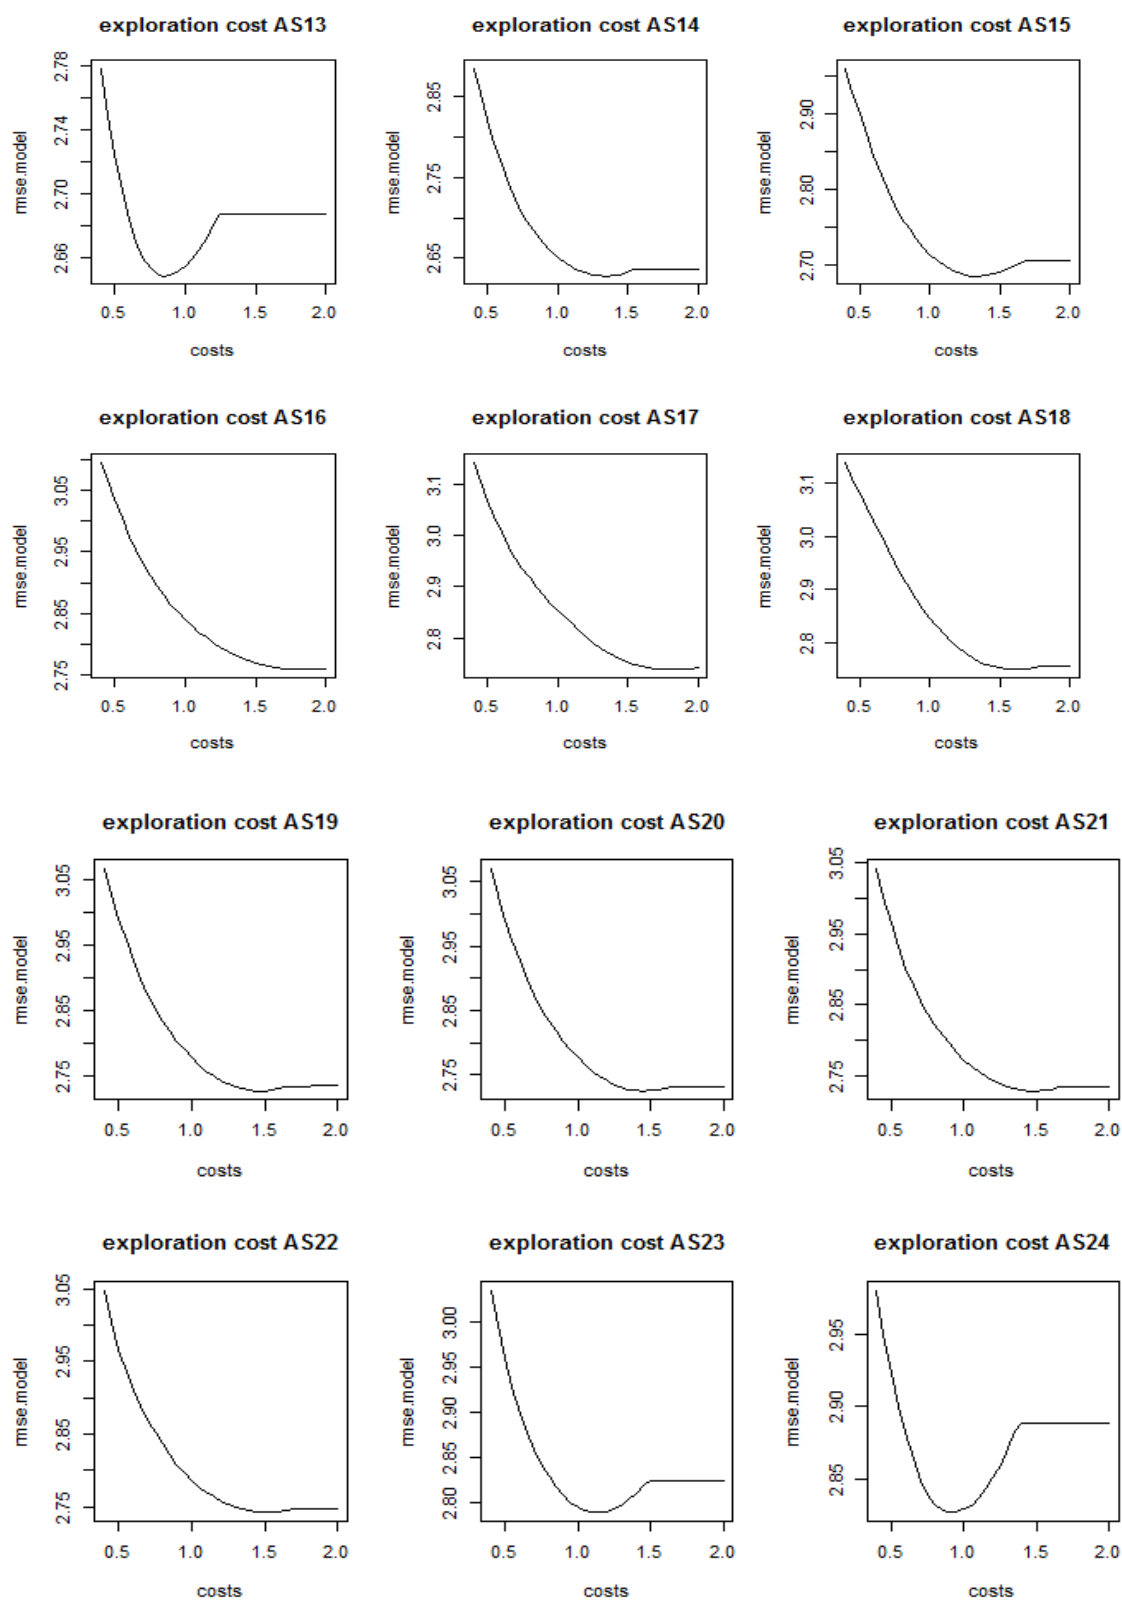 exploration cost AS13 exploration cost AS14 exploration cost AS15
rmse.model
2.66 2.70 2.74 2.78
0.5 1.0 1.5 2.0
costs
rmse.model
2.65 2.75 2.85
0.5 1.0 1.5 2.0
costs
rmse.model
2.70 2.80 2.90
0.5 1.0 1.5 2.0
costs
exploration cost AS16 exploration cost AS17 exploration cost AS18
rmse.model
2.75 2.85 2.95 3.05
0.5 1.0 1.5 2.0
costs
rmse.model
2.8 2.9 3.0 3.1
0.5 1.0 1.5 2.0
costs
rmse.model
2.8 2.9 3.0 3.1
0.5 1.0 1.5 2.0
costs
exploration cost AS19 exploration cost AS20 exploration cost AS21
rmse.model
2.75 2.85 2.95 3.05
0.5 1.0 1.5 2.0
costs
rmse.model
2.75 2.85 2.95 3.05
0.5 1.0 1.5 2.0
costs
rmse.model
2.75 2.85 2.95 3.05
0.5 1.0 1.5 2.0
costs
exploration cost AS22 exploration cost AS23 exploration cost AS24
rmse.model
2.75 2.85 2.95 3.05
0.5 1.0 1.5 2.0
costs
rmse.model
2.80 2.85 2.90 2.95 3.00
0.5 1.0 1.5 2.0
costs
rmse.model
2.85 2.90 2.95
0.5 1.0 1.5 2.0
costs